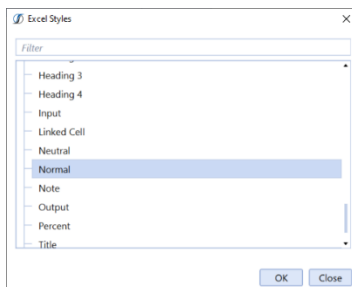 Excel Styles
Filter
Heading 3
Heading 4
Input
Linked Cell
Neutral
Normal
Note
Output
Percent
Title
OK Close